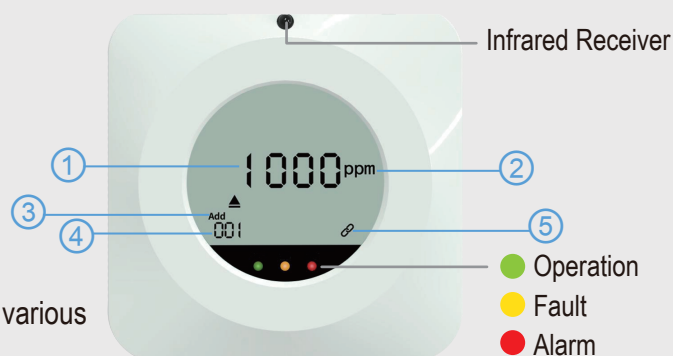 Infrared Receiver
① 1000 ppm ②
③ Add
④ 001 ⑤
Operation
various
Fault
Alarm